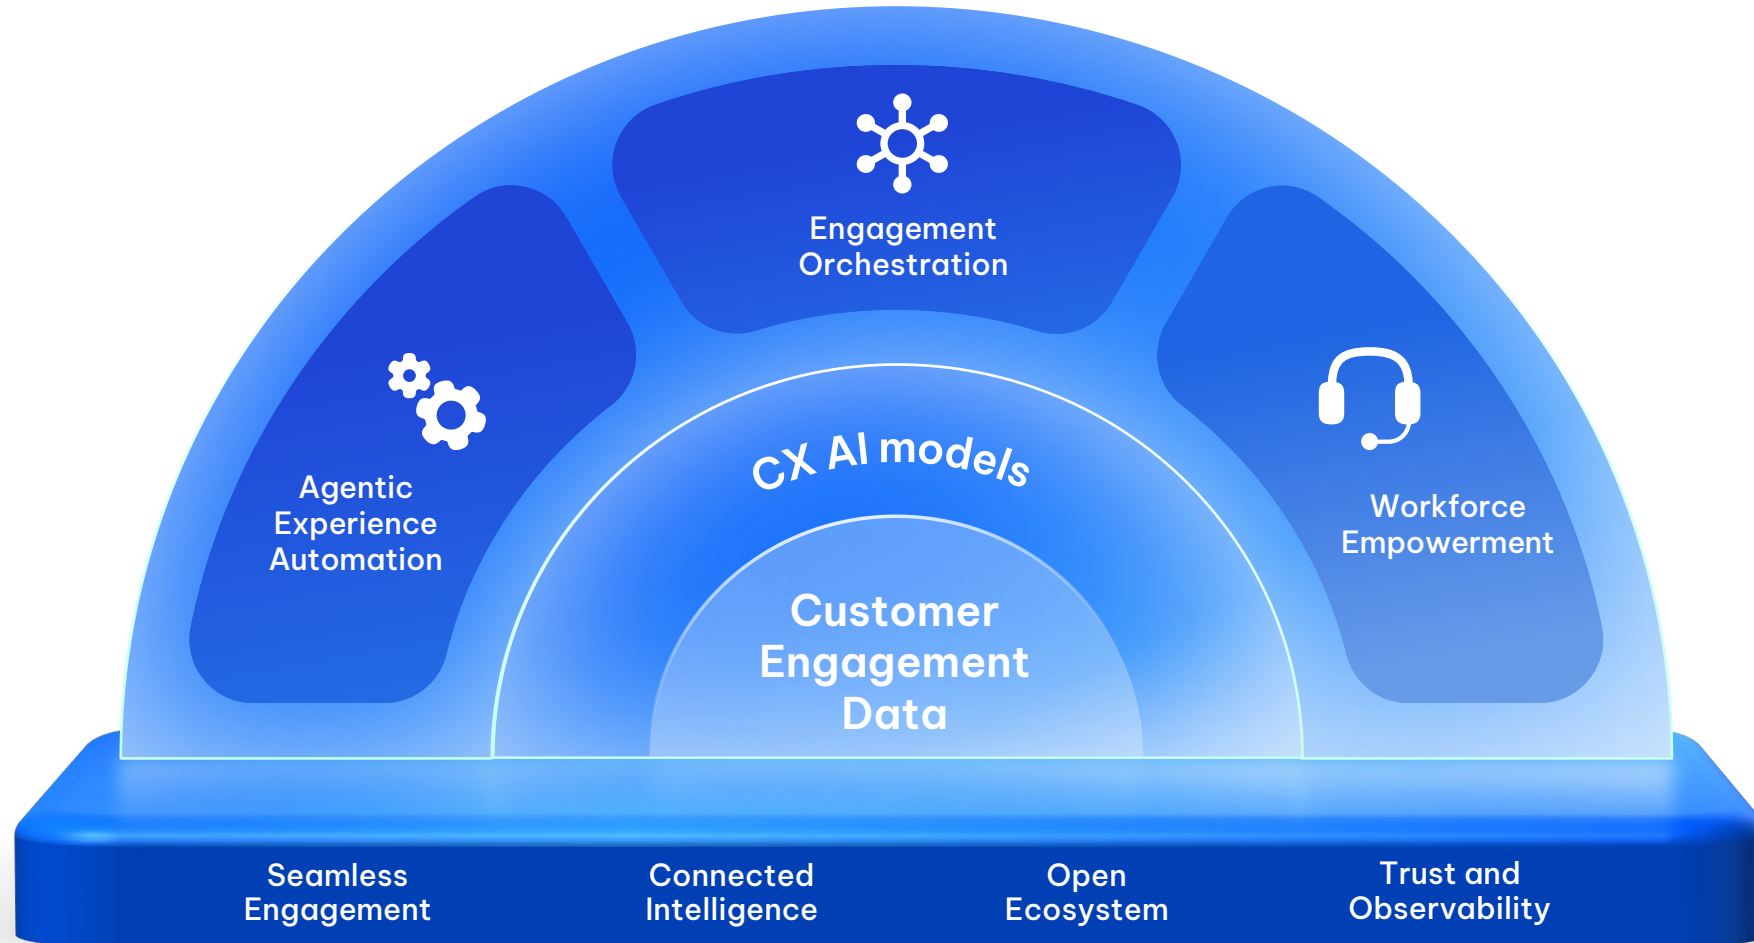 Engagement
Orchestration
Agentic
Experience
Automation
Workforce
Empowerment
CX AI models
Customer
Engagement
Data
Seamless
Engagement
Connected
Intelligence
Open
Ecosystem
Trust and
Observability